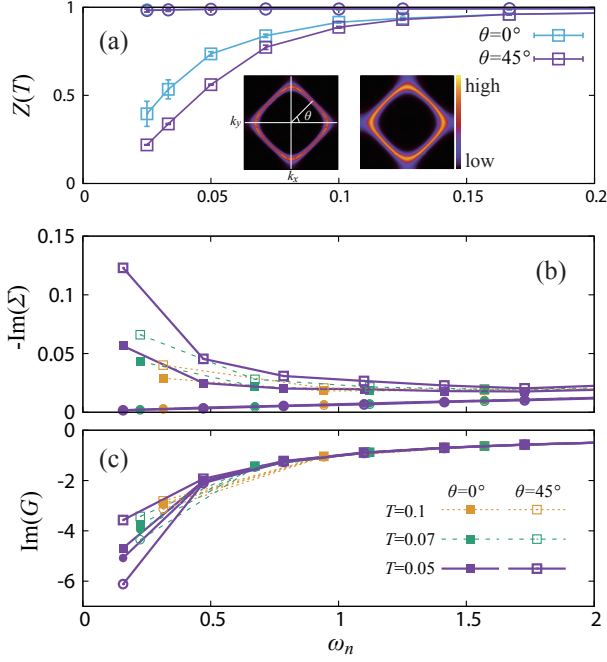 (a)
Z(T)
1
0.5
0
θ=0°
θ=45°
high
low
θ
k_y
k_x
0
0.05
0.1
0.15
0.2
(b)
-Im(Σ)
0.15
0.1
0.05
0
(c)
Im(G)
0
-2
-4
-6
θ=0° θ=45°
T=0.1
T=0.07
T=0.05
0 0.5 1 1.5 2
ω_n